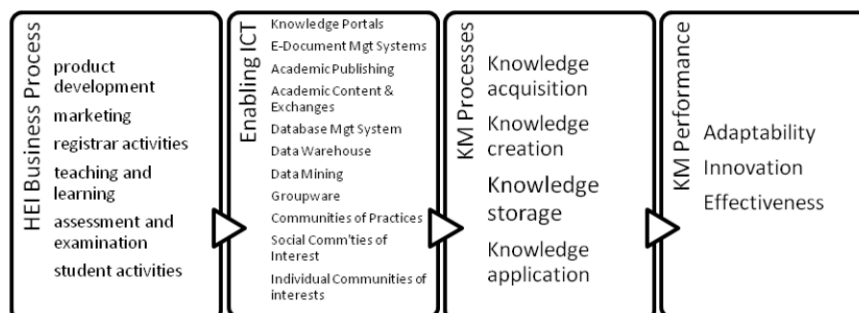 HEI Business Process
product
development
marketing
registrar activities
teaching and
learning
assessment and
examination
student activities
Enabling ICT
Knowledge Portals
E-Document Mgt Systems
Academic Publishing
Academic Content &
Exchanges
Database Mgt System
Data Warehouse
Data Mining
Groupware
Communities of Practices
Social Comm'ties of
Interest
Individual Communities of
interests
KM Processes
Knowledge
acquisition
Knowledge
creation
Knowledge
storage
Knowledge
application
KM Performance
Adaptability
Innovation
Effectiveness